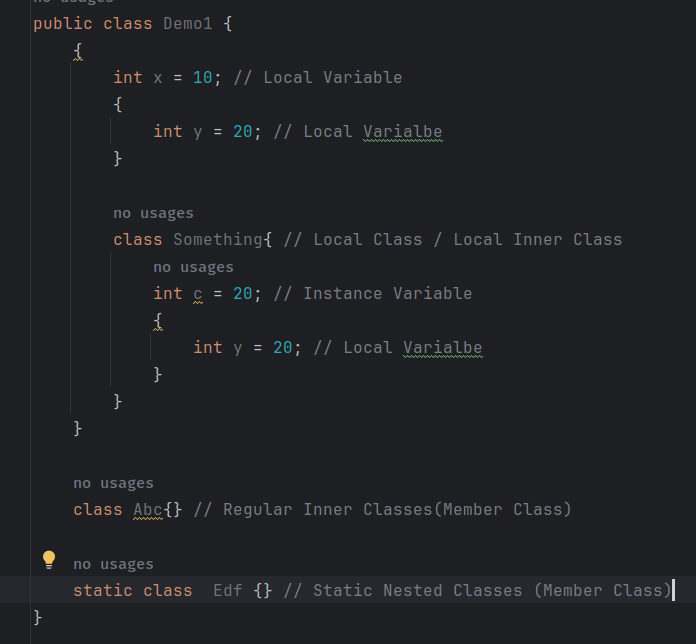 no usages
public class Demo1 {
{
int x = 10; // Local Variable
{
int y = 20; // Local Varialbe
}
no usages
class Something{ // Local Class / Local Inner Class
no usages
int c = 20; // Instance Variable
{
int y = 20; // Local Varialbe
}
}
}
no usages
class Abc{} // Regular Inner Classes(Member Class)
no usages
static class  Edf {} // Static Nested Classes (Member Class)
}